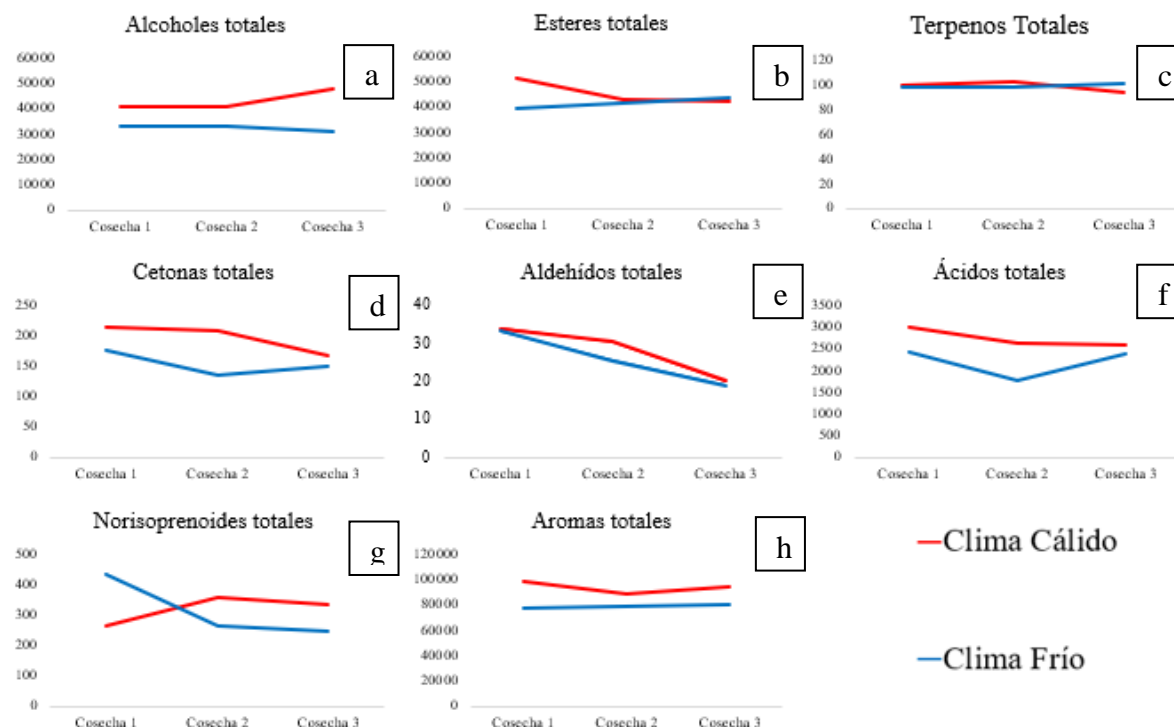 Alcoholes totales
a
60000
50000
40000
30000
20000
10000
0
Cosecha 1 Cosecha 2 Cosecha 3
Esteres totales
b
60000
50000
40000
30000
20000
10000
0
Cosecha 1 Cosecha 2 Cosecha 3
Terpenos Totales
c
120
100
80
60
40
20
0
Cosecha 1 Cosecha 2 Cosecha 3
Cetonas totales
d
250
200
150
100
50
0
Cosecha 1 Cosecha 2 Cosecha 3
Aldehídos totales
e
40
30
20
10
0
Cosecha 1 Cosecha 2 Cosecha 3
Ácidos totales
f
3500
3000
2500
2000
1500
1000
500
0
Cosecha 1 Cosecha 2 Cosecha 3
Norisoprenoides totales
g
500
400
300
200
100
0
Cosecha 1 Cosecha 2 Cosecha 3
Aromas totales
h
120000
100000
80000
60000
40000
20000
0
Cosecha 1 Cosecha 2 Cosecha 3
Clima Cálido
Clima Frío